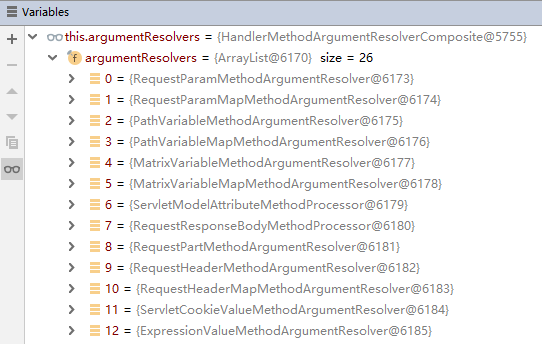 Variables
this.argumentResolvers = {HandlerMethodArgumentResolverComposite@5755}
f argumentResolvers = {ArrayList@6170} size = 26
0 = {RequestParamMethodArgumentResolver@6173}
1 = {RequestParamMapMethodArgumentResolver@6174}
2 = {PathVariableMethodArgumentResolver@6175}
3 = {PathVariableMapMethodArgumentResolver@6176}
4 = {MatrixVariableMethodArgumentResolver@6177}
5 = {MatrixVariableMapMethodArgumentResolver@6178}
6 = {ServletModelAttributeMethodProcessor@6179}
7 = {RequestResponseBodyMethodProcessor@6180}
8 = {RequestPartMethodArgumentResolver@6181}
9 = {RequestHeaderMethodArgumentResolver@6182}
10 = {RequestHeaderMapMethodArgumentResolver@6183}
11 = {ServletCookieValueMethodArgumentResolver@6184}
12 = {ExpressionValueMethodArgumentResolver@6185}